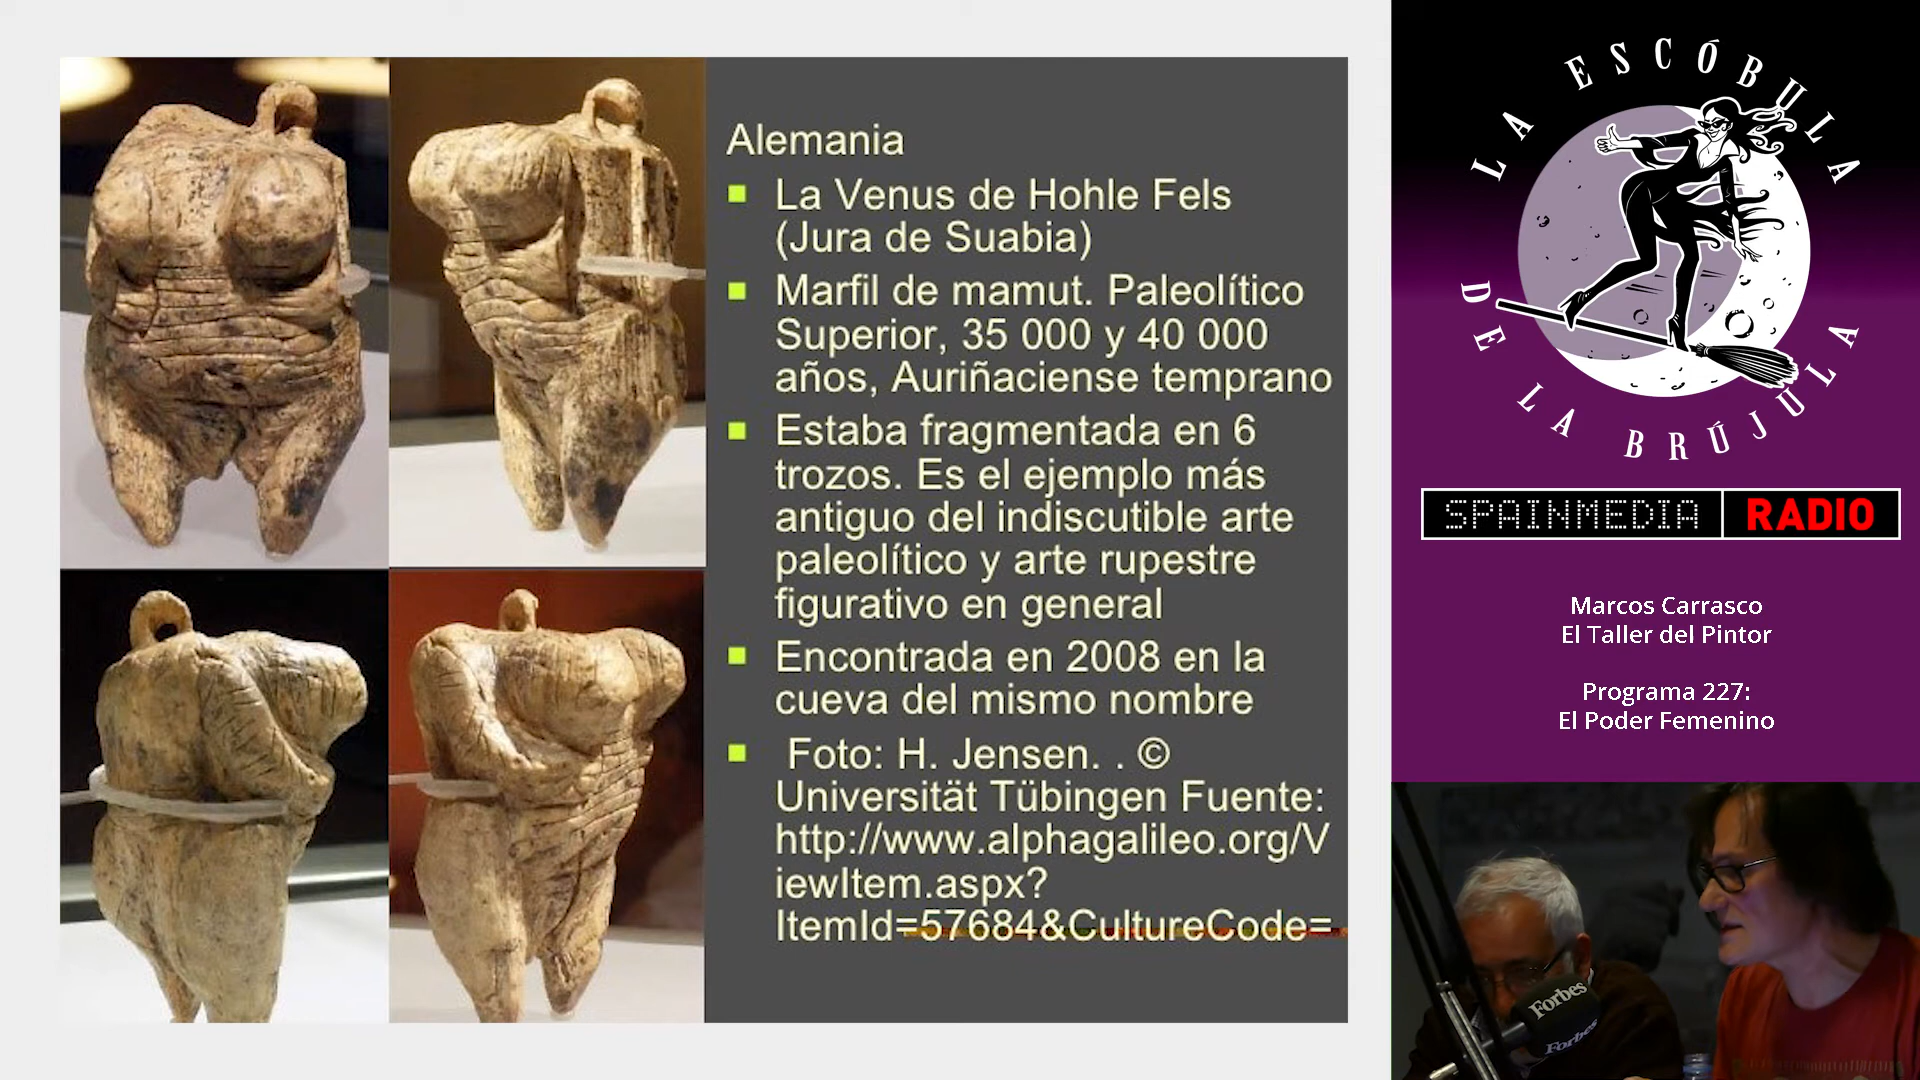 Alemania
La Venus de Hohle Fels
(Jura de Suabia)
Marfil de mamut. Paleolítico
Superior, 35 000 y 40 000
años, Auriñaciense temprano
Estaba fragmentada en 6
trozos. Es el ejemplo más
antiguo del indiscutible arte
paleolítico y arte rupestre
figurativo en general
Encontrada en 2008 en la
cueva del mismo nombre
Foto: H. Jensen. . ©
Universität Tübingen Fuente:
http://www.alphagalileo.org/V
iewItem.aspx?
ItemId=57684&CultureCode=
LA ESCÓBULA
DE LA BRÚJULA
SPAINMEDIA RADIO
Marcos Carrasco
El Taller del Pintor
Programa 227:
El Poder Femenino
Forbes
Forbes